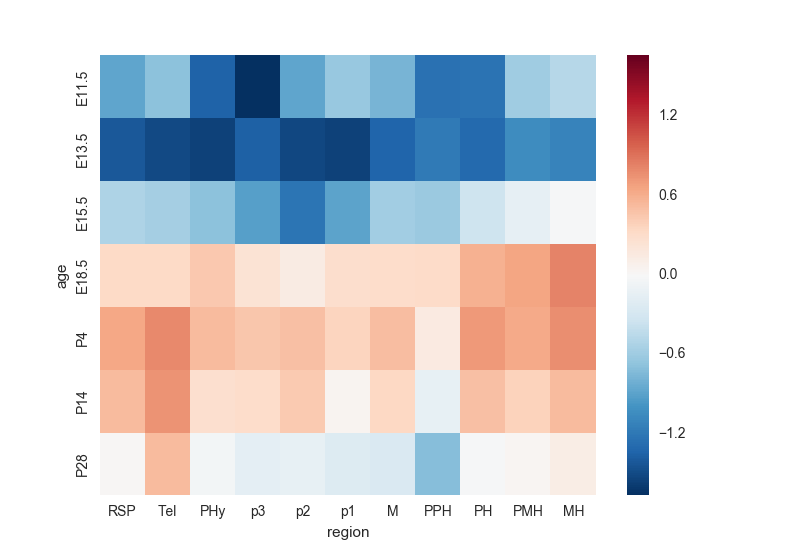 E11.5
E13.5
E15.5
E18.5
P4
P14
P28
age
RSP Tel PHy p3 p2 p1 M PPH PH PMH MH
region
1.2
0.6
0.0
−0.6
−1.2